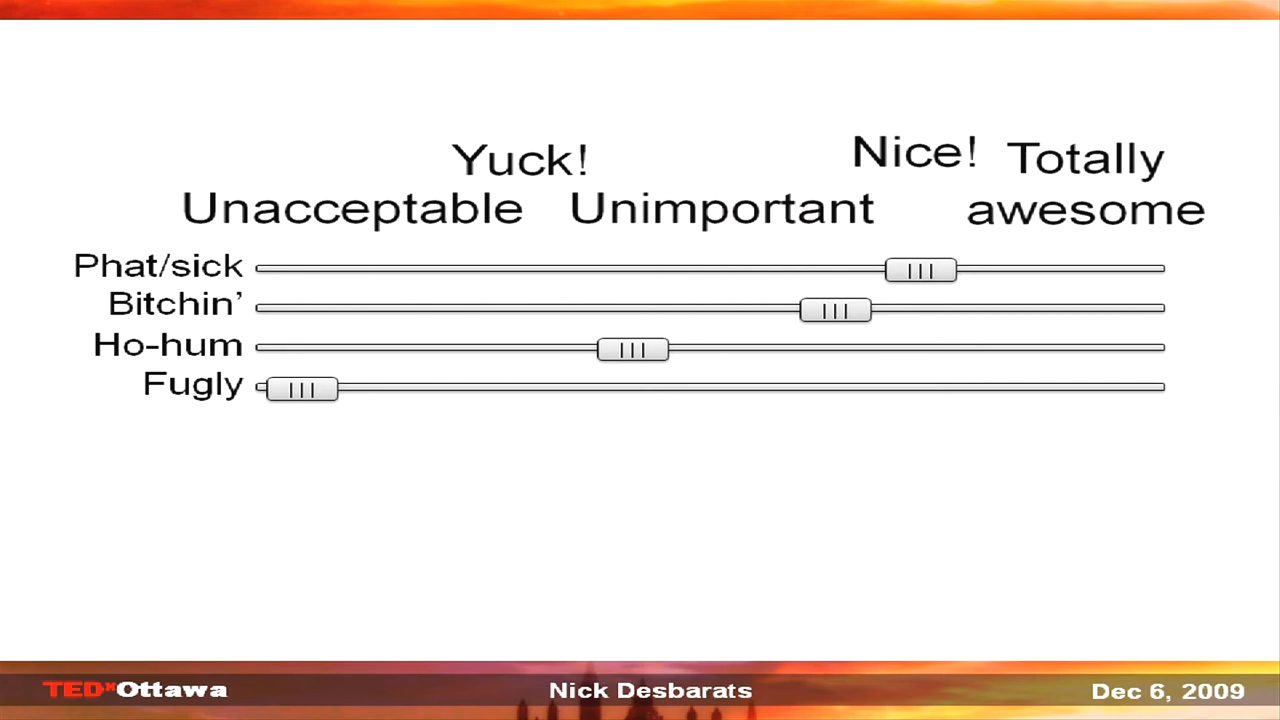 Yuck! Nice! Totally
Unacceptable Unimportant awesome
Phat/sick
Bitchin’
Ho-hum
Fugly
TEDxOttawa Nick Desbarats Dec 6, 2009